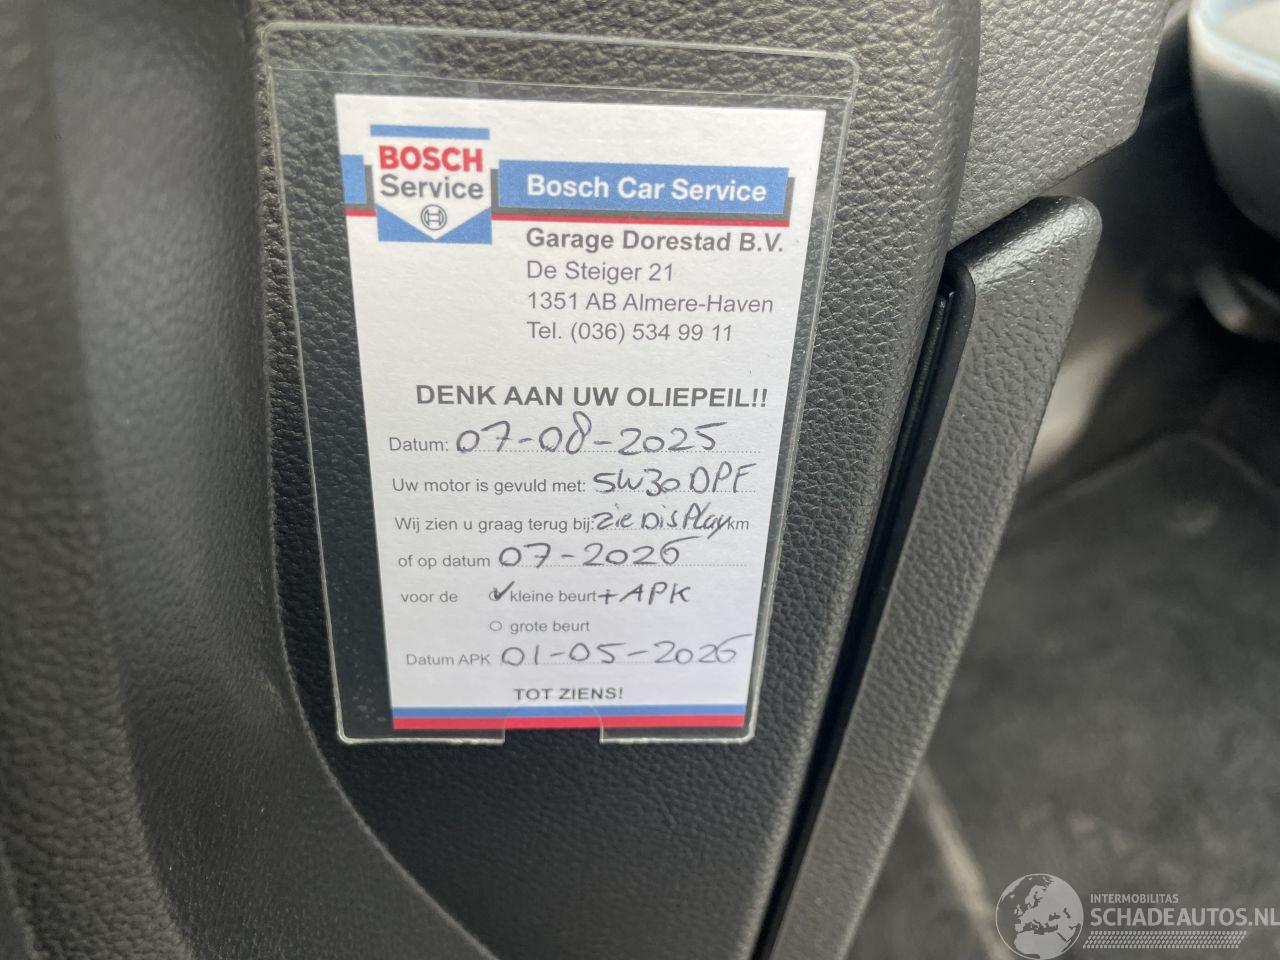 BOSCH
Service
Bosch Car Service
Garage Dorestad B.V.
De Steiger 21
1351 AB Almere-Haven
Tel. (036) 534 99 11
DENK AAN UW OLIEPEIL!!
Datum: 07-08-2025
Uw motor is gevuld met: 5W30 DPF
Wij zien u graag terug bij: Zie DisPlay km
of op datum 07-2026
voor de ✓ kleine beurt + APK
O grote beurt
Datum APK 01-05-2026
TOT ZIENS!
INTERMOBILITAS
SCHADEAUTOS.NL